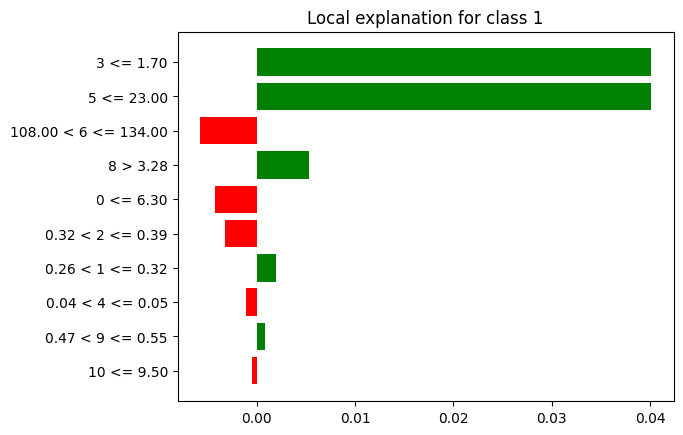 Local explanation for class 1
3 <= 1.70
5 <= 23.00
108.00 < 6 <= 134.00
8 > 3.28
0 <= 6.30
0.32 < 2 <= 0.39
0.26 < 1 <= 0.32
0.04 < 4 <= 0.05
0.47 < 9 <= 0.55
10 <= 9.50
0.00 0.01 0.02 0.03 0.04